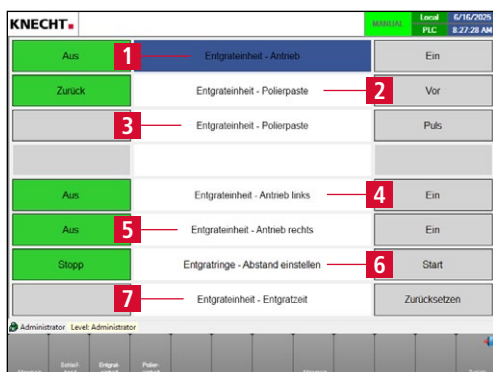 KNECHT
MANUAL
Local 6/16/2025
PLC 8:27:28 AM
Aus 1 Entgrateinheit - Antrieb Ein
Zurück Entgrateinheit - Polierpaste 2 Vor
3 Entgrateinheit - Polierpaste Puls
Aus Entgrateinheit - Antrieb links 4 Ein
Aus 5 Entgrateinheit - Antrieb rechts Ein
Stopp Entgratringe - Abstand einstellen 6 Start
7 Entgrateinheit - Entgratzeit Zurücksetzen
Administrator Level: Administrator